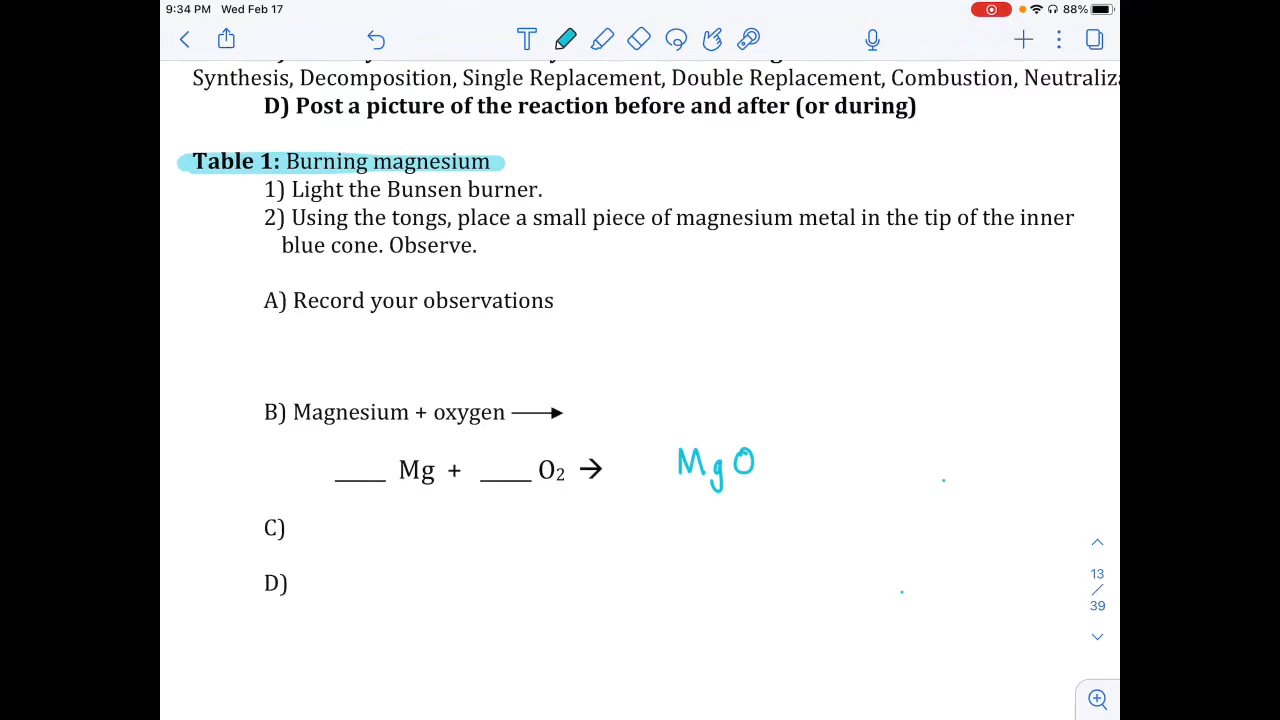 9:34 PM Wed Feb 17 88%
Synthesis, Decomposition, Single Replacement, Double Replacement, Combustion, Neutraliza
D) Post a picture of the reaction before and after (or during)
Table 1: Burning magnesium
1) Light the Bunsen burner.
2) Using the tongs, place a small piece of magnesium metal in the tip of the inner
blue cone. Observe.
A) Record your observations
B) Magnesium + oxygen ⟶
____ Mg + ____ O₂ → MgO
C)
D)
13
/
39